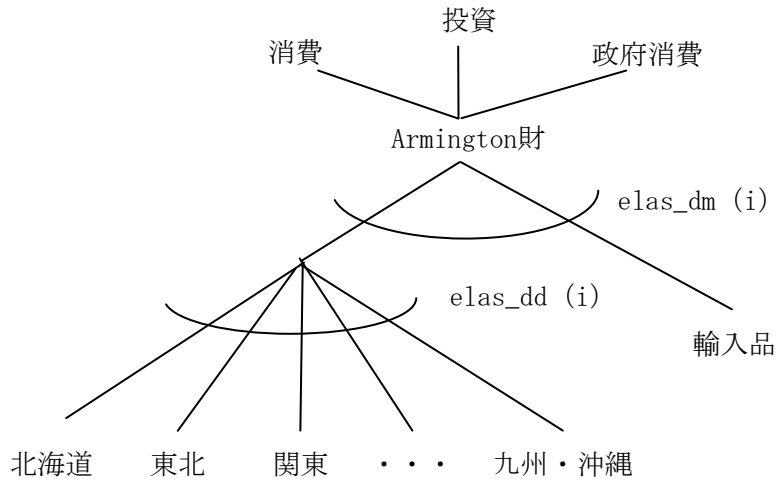 投資
消費
政府消費
Armington財
elas_dm (i)
elas_dd (i)
輸入品
北海道 東北 関東 ・・・ 九州・沖縄